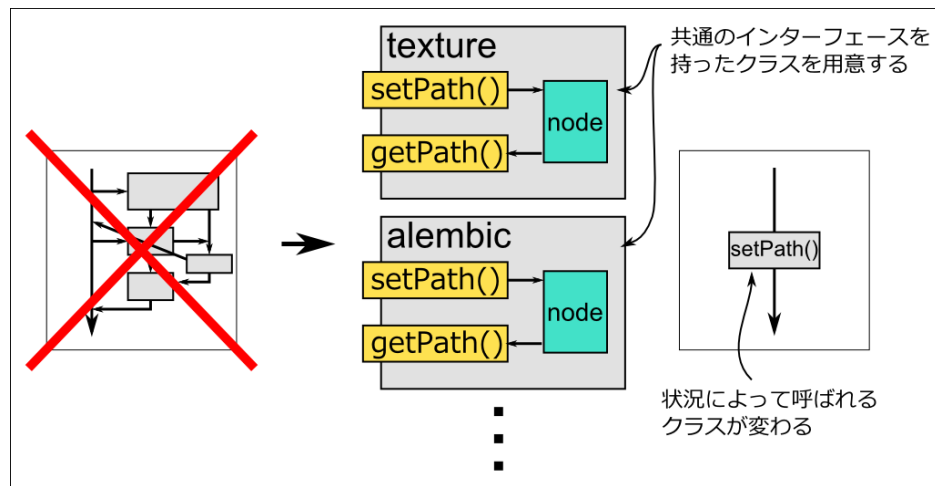 texture
setPath()
node
getPath()
共通のインターフェースを
持ったクラスを用意する
alembic
setPath()
node
getPath()
setPath()
状況によって呼ばれる
クラスが変わる